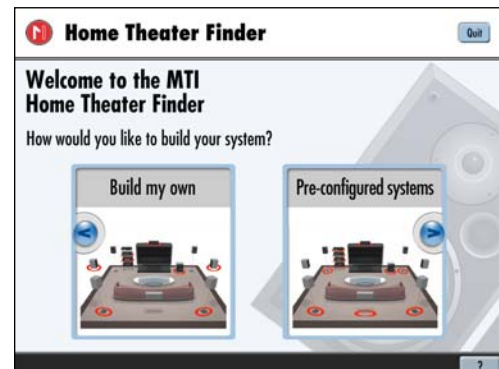 Home Theater Finder
Quit
Welcome to the MTI
Home Theater Finder
How would you like to build your system?
Build my own
Pre-configured systems
?